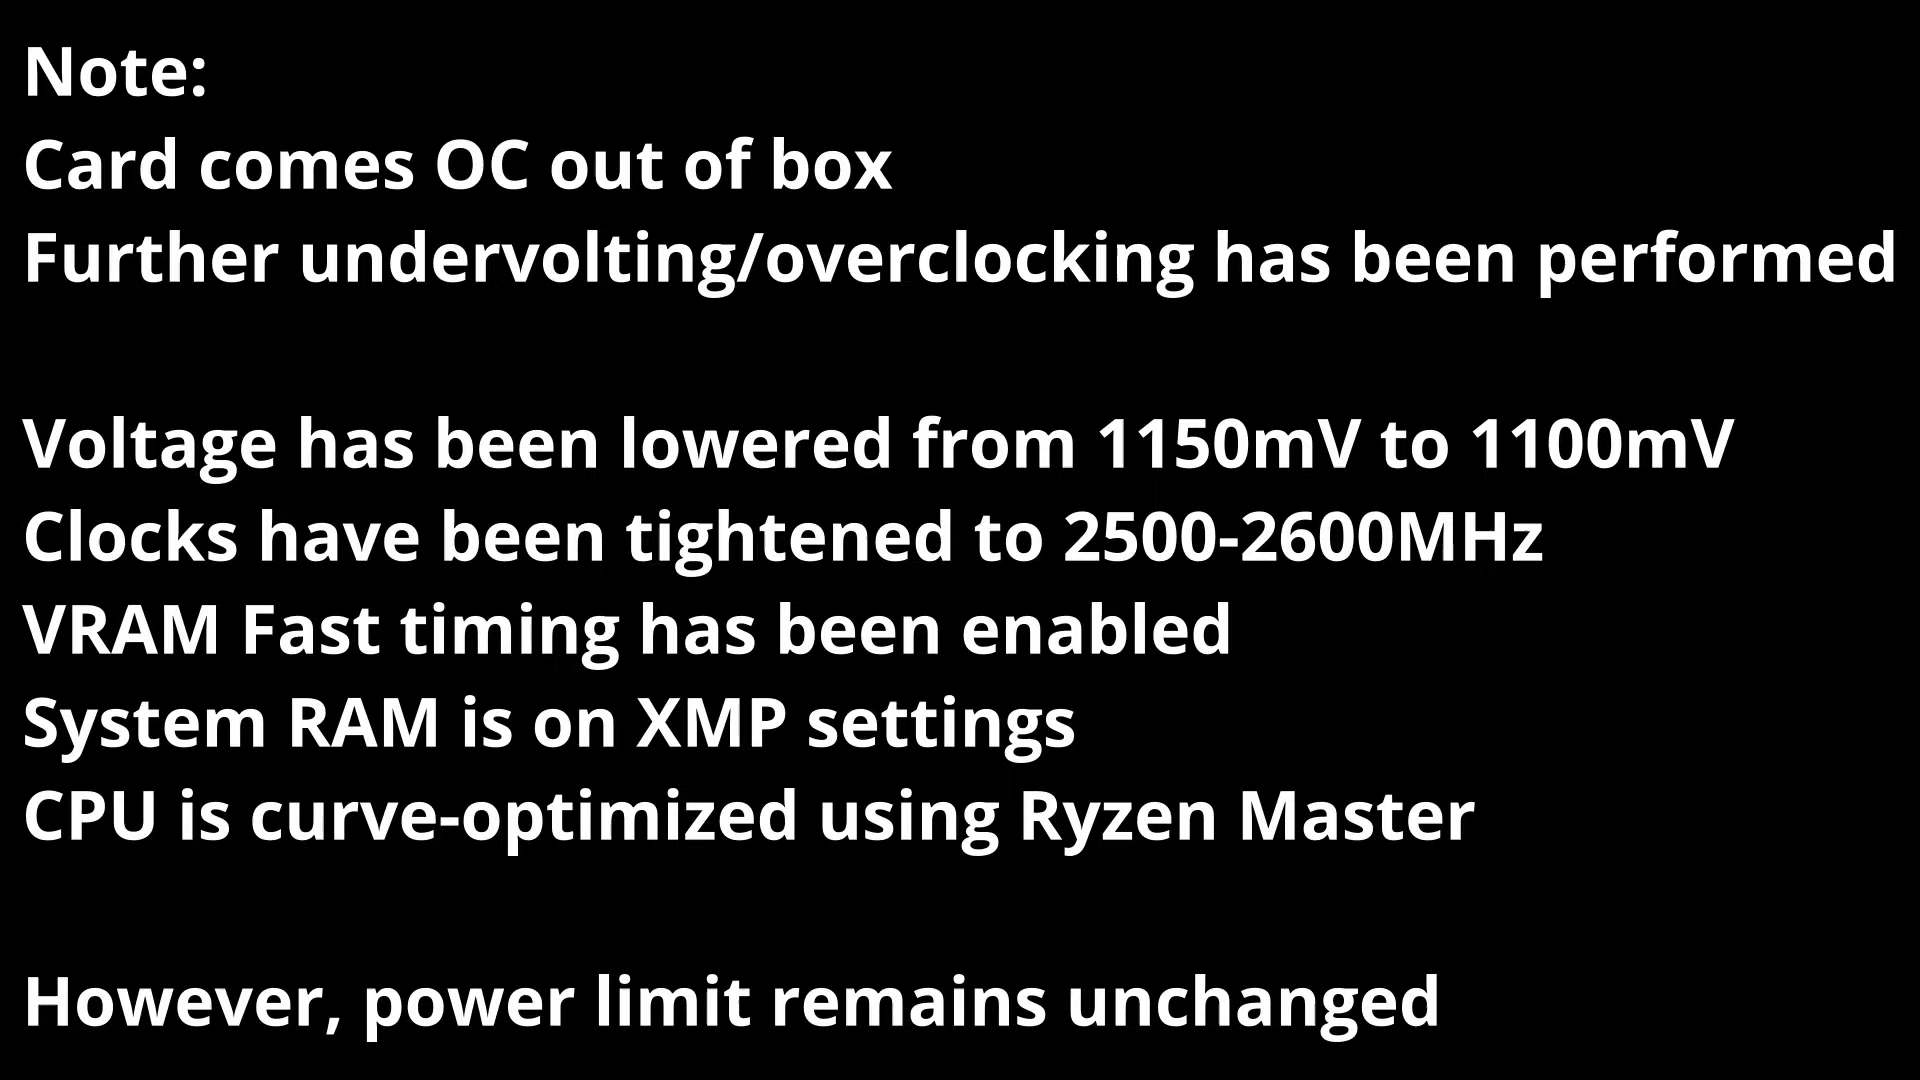 Note:
Card comes OC out of box
Further undervolting/overclocking has been performed
Voltage has been lowered from 1150mV to 1100mV
Clocks have been tightened to 2500-2600MHz
VRAM Fast timing has been enabled
System RAM is on XMP settings
CPU is curve-optimized using Ryzen Master
However, power limit remains unchanged